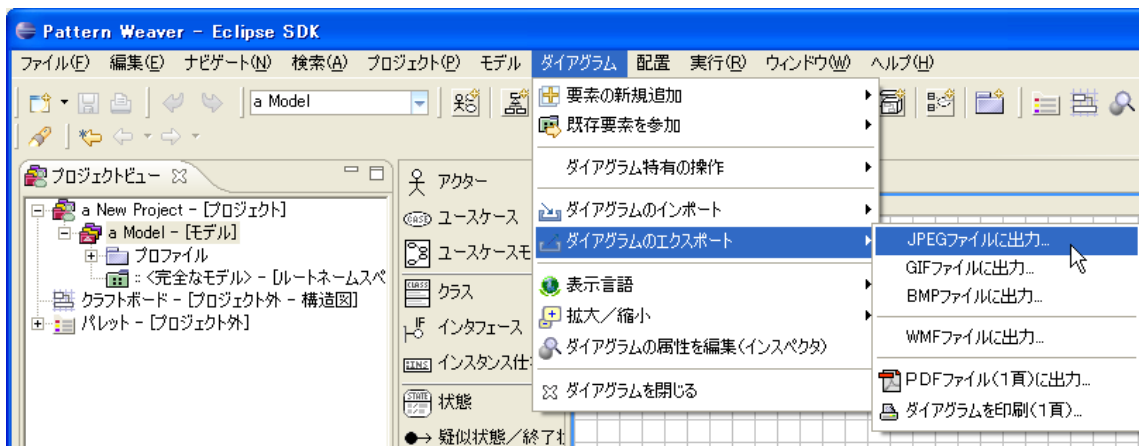 Pattern Weaver - Eclipse SDK
ファイル(F) 編集(E) ナビゲート(N) 検索(A) プロジェクト(P) モデル ダイアグラム 配置 実行(R) ウィンドウ(W) ヘルプ(H)
a Model
要素の新規追加
既存要素を参加
ダイアグラム特有の操作
ダイアグラムのインポート
ダイアグラムのエクスポート
表示言語
拡大/縮小
ダイアグラムの属性を編集(インスペクタ)
ダイアグラムを閉じる
JPEGファイルに出力...
GIFファイルに出力...
BMPファイルに出力...
WMFファイルに出力...
PDFファイル(1頁)に出力...
ダイアグラムを印刷(1頁)...
プロジェクトビュー
a New Project - [プロジェクト]
a Model - [モデル]
プロファイル
:: <完全なモデル> - [ルートネームスペ
クラフトボード - [プロジェクト外 - 構造図]
パレット - [プロジェクト外]
アクター
CASE ユースケース
ユースケースモ
CLASS クラス
IF インタフェース
INS インスタンス仕
STATE 状態
疑似状態/終了